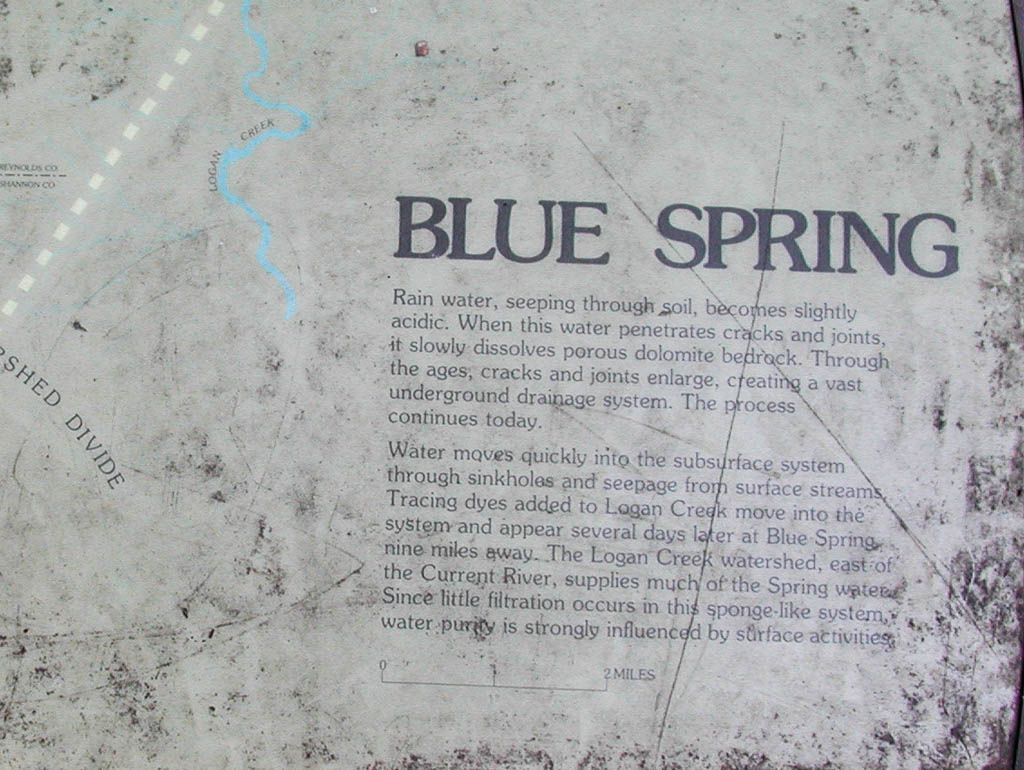 LOGAN CREEK
REYNOLDS CO.
SHANNON CO
RSHED DIVIDE
BLUE SPRING
Rain water, seeping through soil, becomes slightly
acidic. When this water penetrates cracks and joints,
it slowly dissolves porous dolomite bedrock. Through
the ages, cracks and joints enlarge, creating a vast
underground drainage system. The process
continues today.
Water moves quickly into the subsurface system
through sinkholes and seepage from surface streams.
Tracing dyes added to Logan Creek move into the
system and appear several days later at Blue Spring,
nine miles away. The Logan Creek watershed, east of
the Current River, supplies much of the Spring water.
Since little filtration occurs in this sponge-like system,
water purity is strongly influenced by surface activities.
0 2 MILES